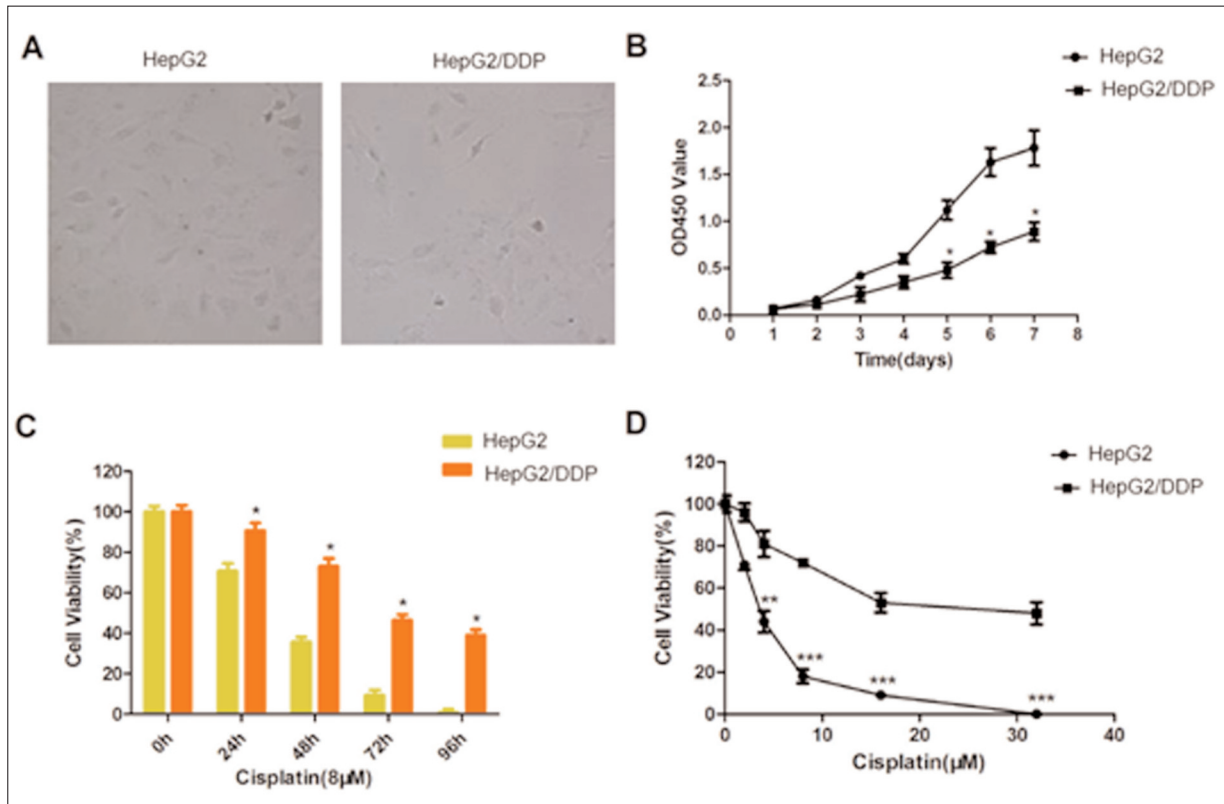 A
HepG2
HepG2/DDP
B
HepG2
HepG2/DDP
2.5
2.0
1.5
1.0
0.5
0.0
OD450 Value
*
*
*
0 1 2 3 4 5 6 7 8
Time(days)
C
HepG2
HepG2/DDP
120
100
80
60
40
20
0
Cell Viability(%)
*
*
*
*
0h 24h 48h 72h 96h
Cisplatin(8μM)
D
HepG2
HepG2/DDP
120
100
80
60
40
20
0
Cell Viability(%)
**
***
***
***
0 10 20 30 40
Cisplatin(μM)